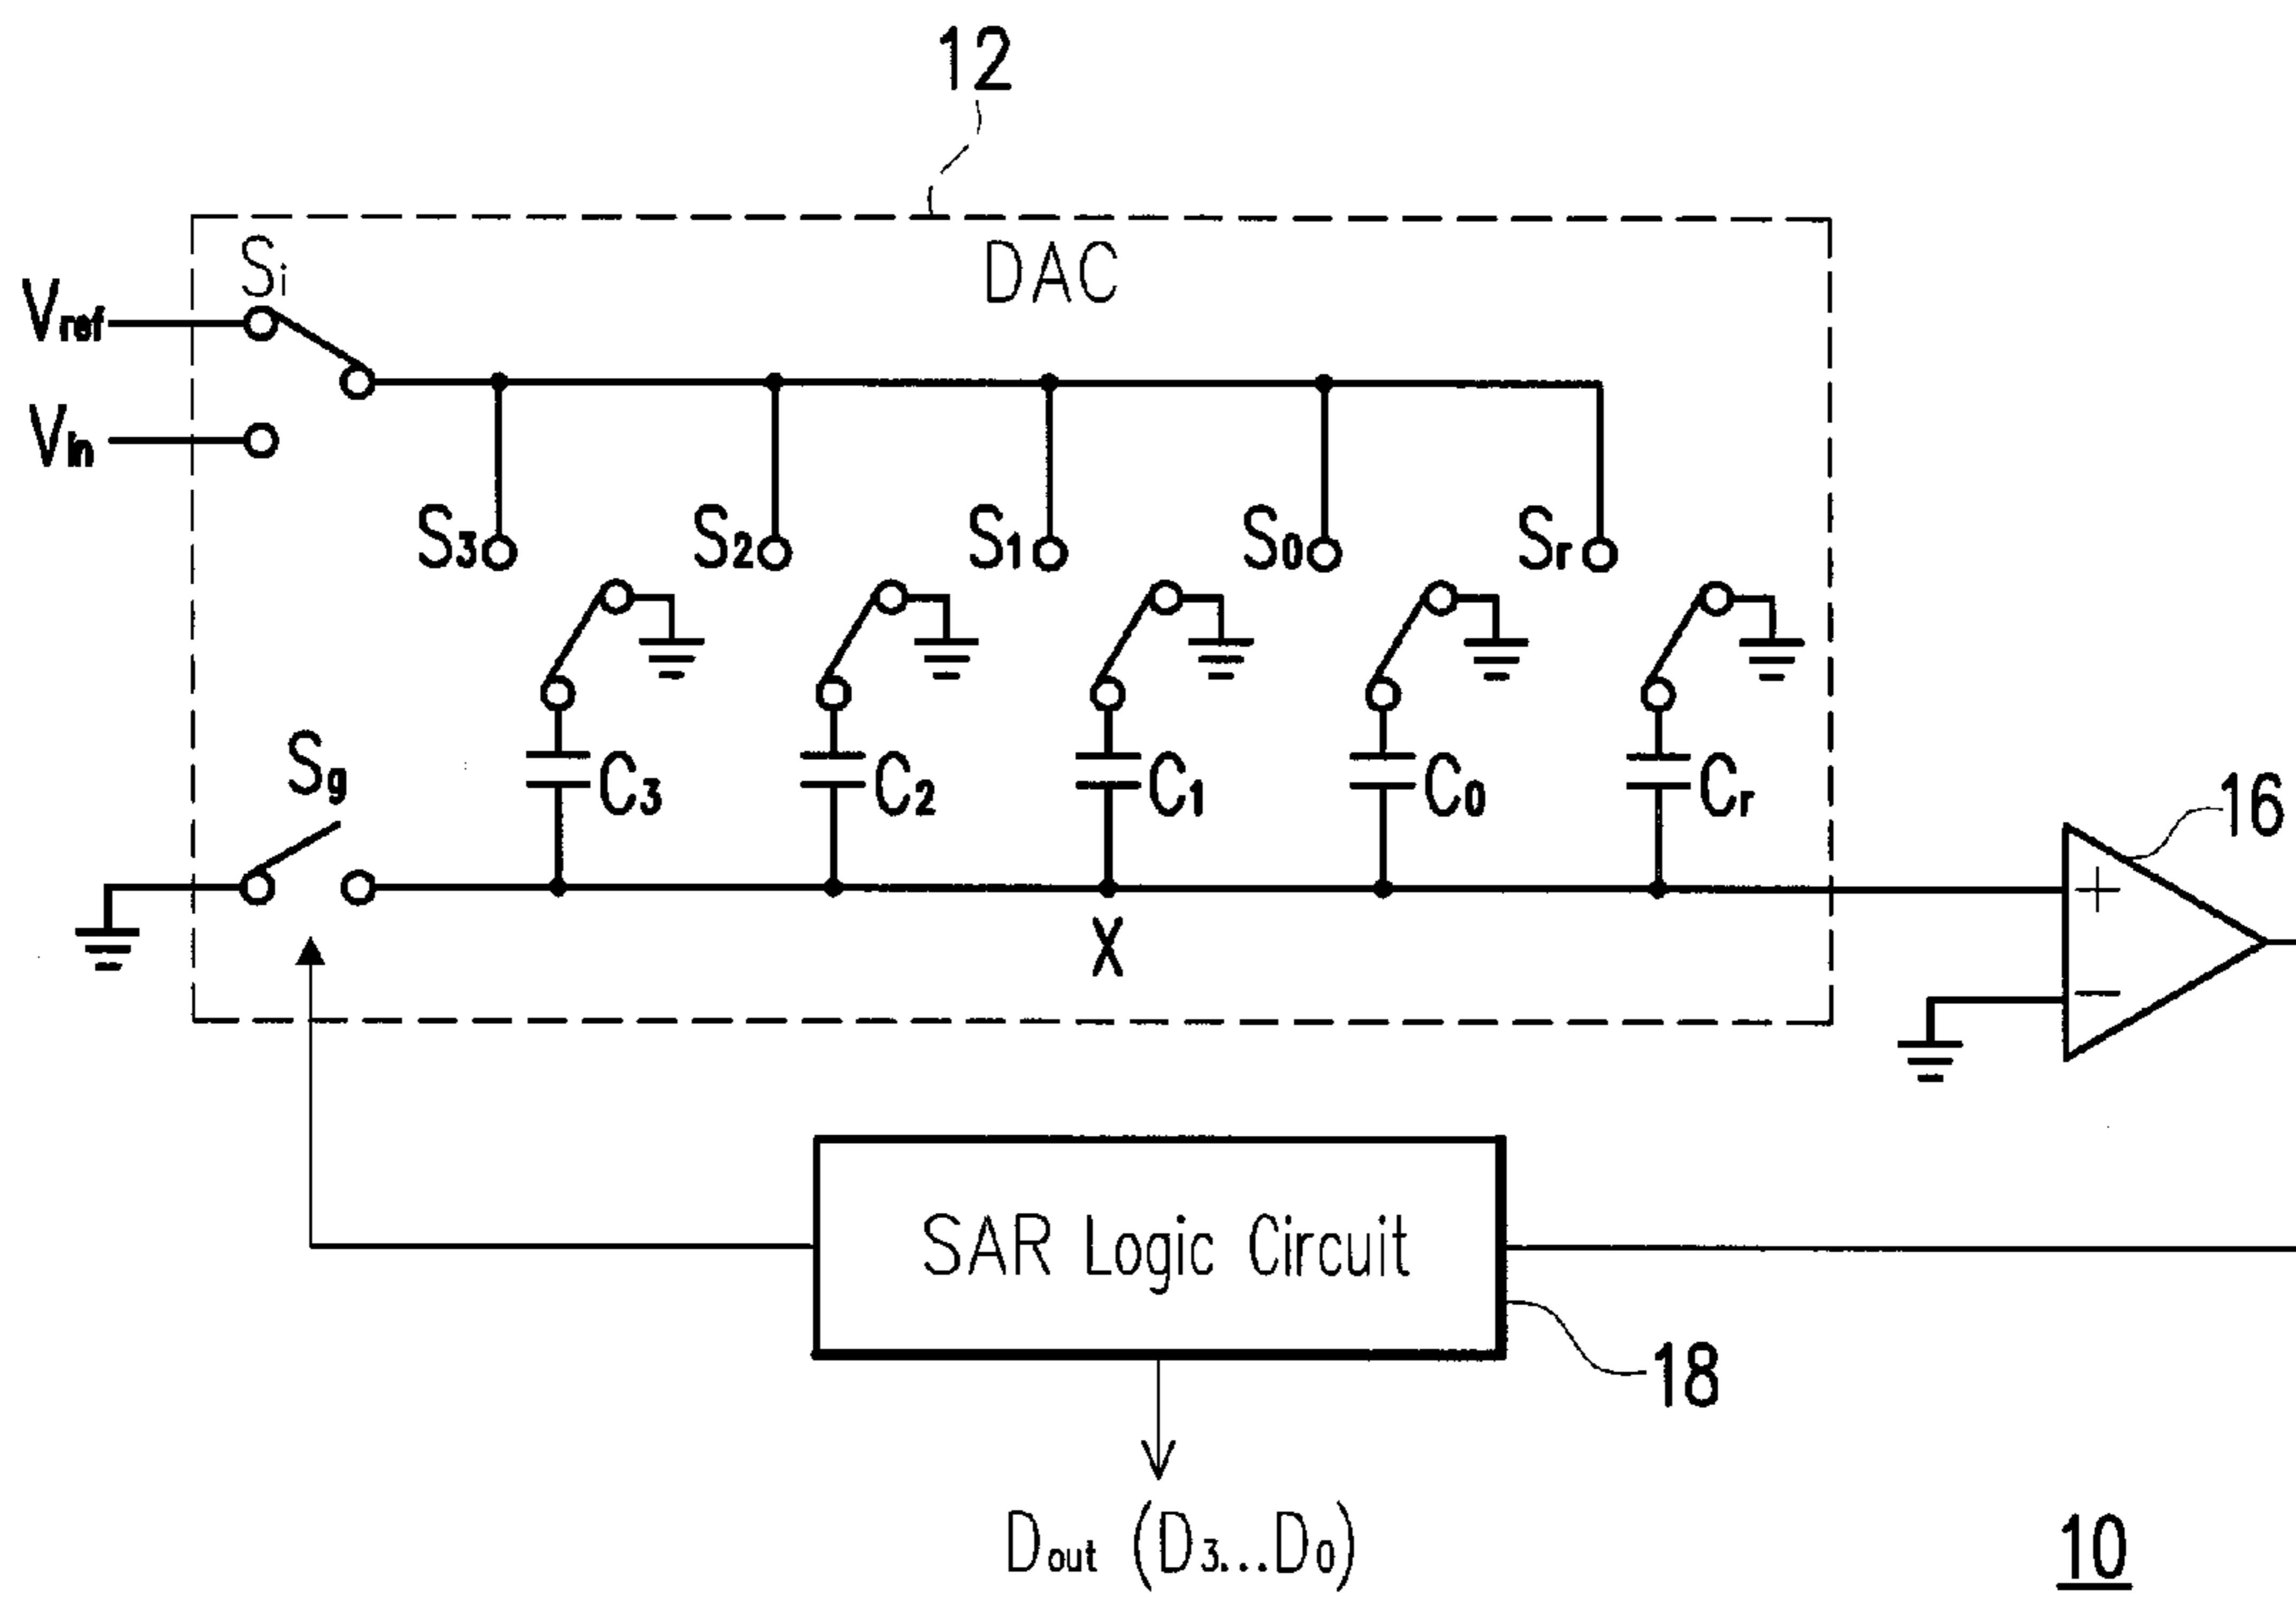 12
Si
DAC
Vref
Vin
S3
S2
S1
S0
Sr
Sg
C3
C2
C1
C0
Cr
16
+
X
−
SAR Logic Circuit
18
Dout (D3...D0)
10